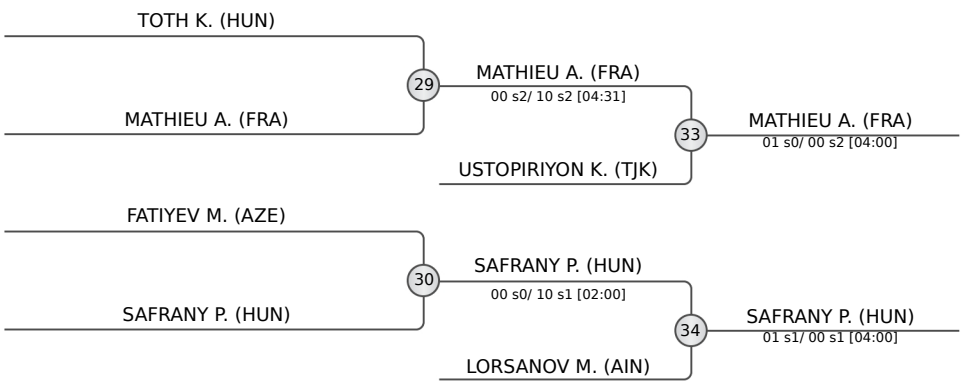 TOTH K. (HUN)
29
MATHIEU A. (FRA)
00 s2/ 10 s2 [04:31]
MATHIEU A. (FRA)
33
MATHIEU A. (FRA)
01 s0/ 00 s2 [04:00]
USTOPIRIYON K. (TJK)
FATIYEV M. (AZE)
30
SAFRANY P. (HUN)
00 s0/ 10 s1 [02:00]
SAFRANY P. (HUN)
34
SAFRANY P. (HUN)
01 s1/ 00 s1 [04:00]
LORSANOV M. (AIN)